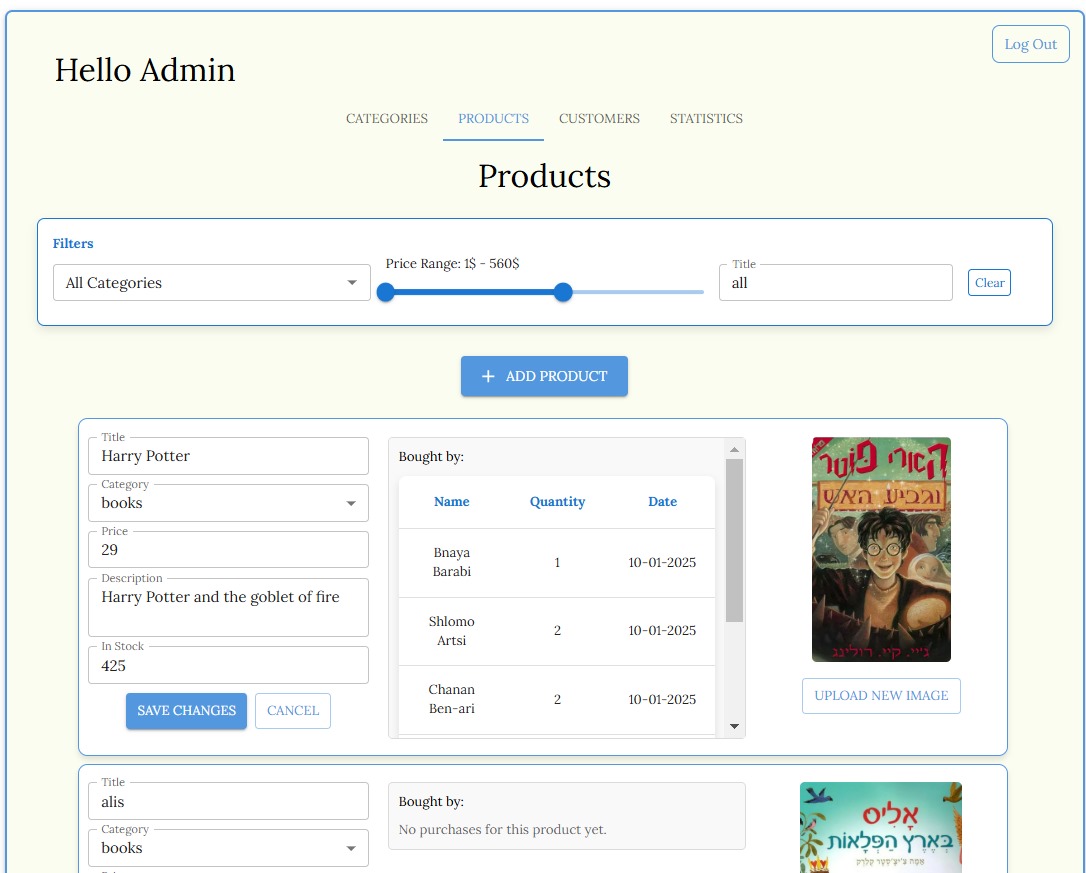 Log Out
Hello Admin
CATEGORIES PRODUCTS CUSTOMERS STATISTICS
Products
Filters
All Categories
Price Range: 1$ - 560$
Title
all
Clear
+ ADD PRODUCT
Title
Harry Potter
Category
books
Price
29
Description
Harry Potter and the goblet of fire
In Stock
425
SAVE CHANGES CANCEL
Bought by:
Name Quantity Date
Bnaya
Barabi
1
10-01-2025
Shlomo
Artsi
2
10-01-2025
Chanan
Ben-ari
2
10-01-2025
הארי פוטר
וגביע האש
ג'יי. קיי. רולינג
UPLOAD NEW IMAGE
Title
alis
Category
books
Bought by:
No purchases for this product yet.
אָלִיס
בְּאֶרֶץ הַפְּלָאוֹת